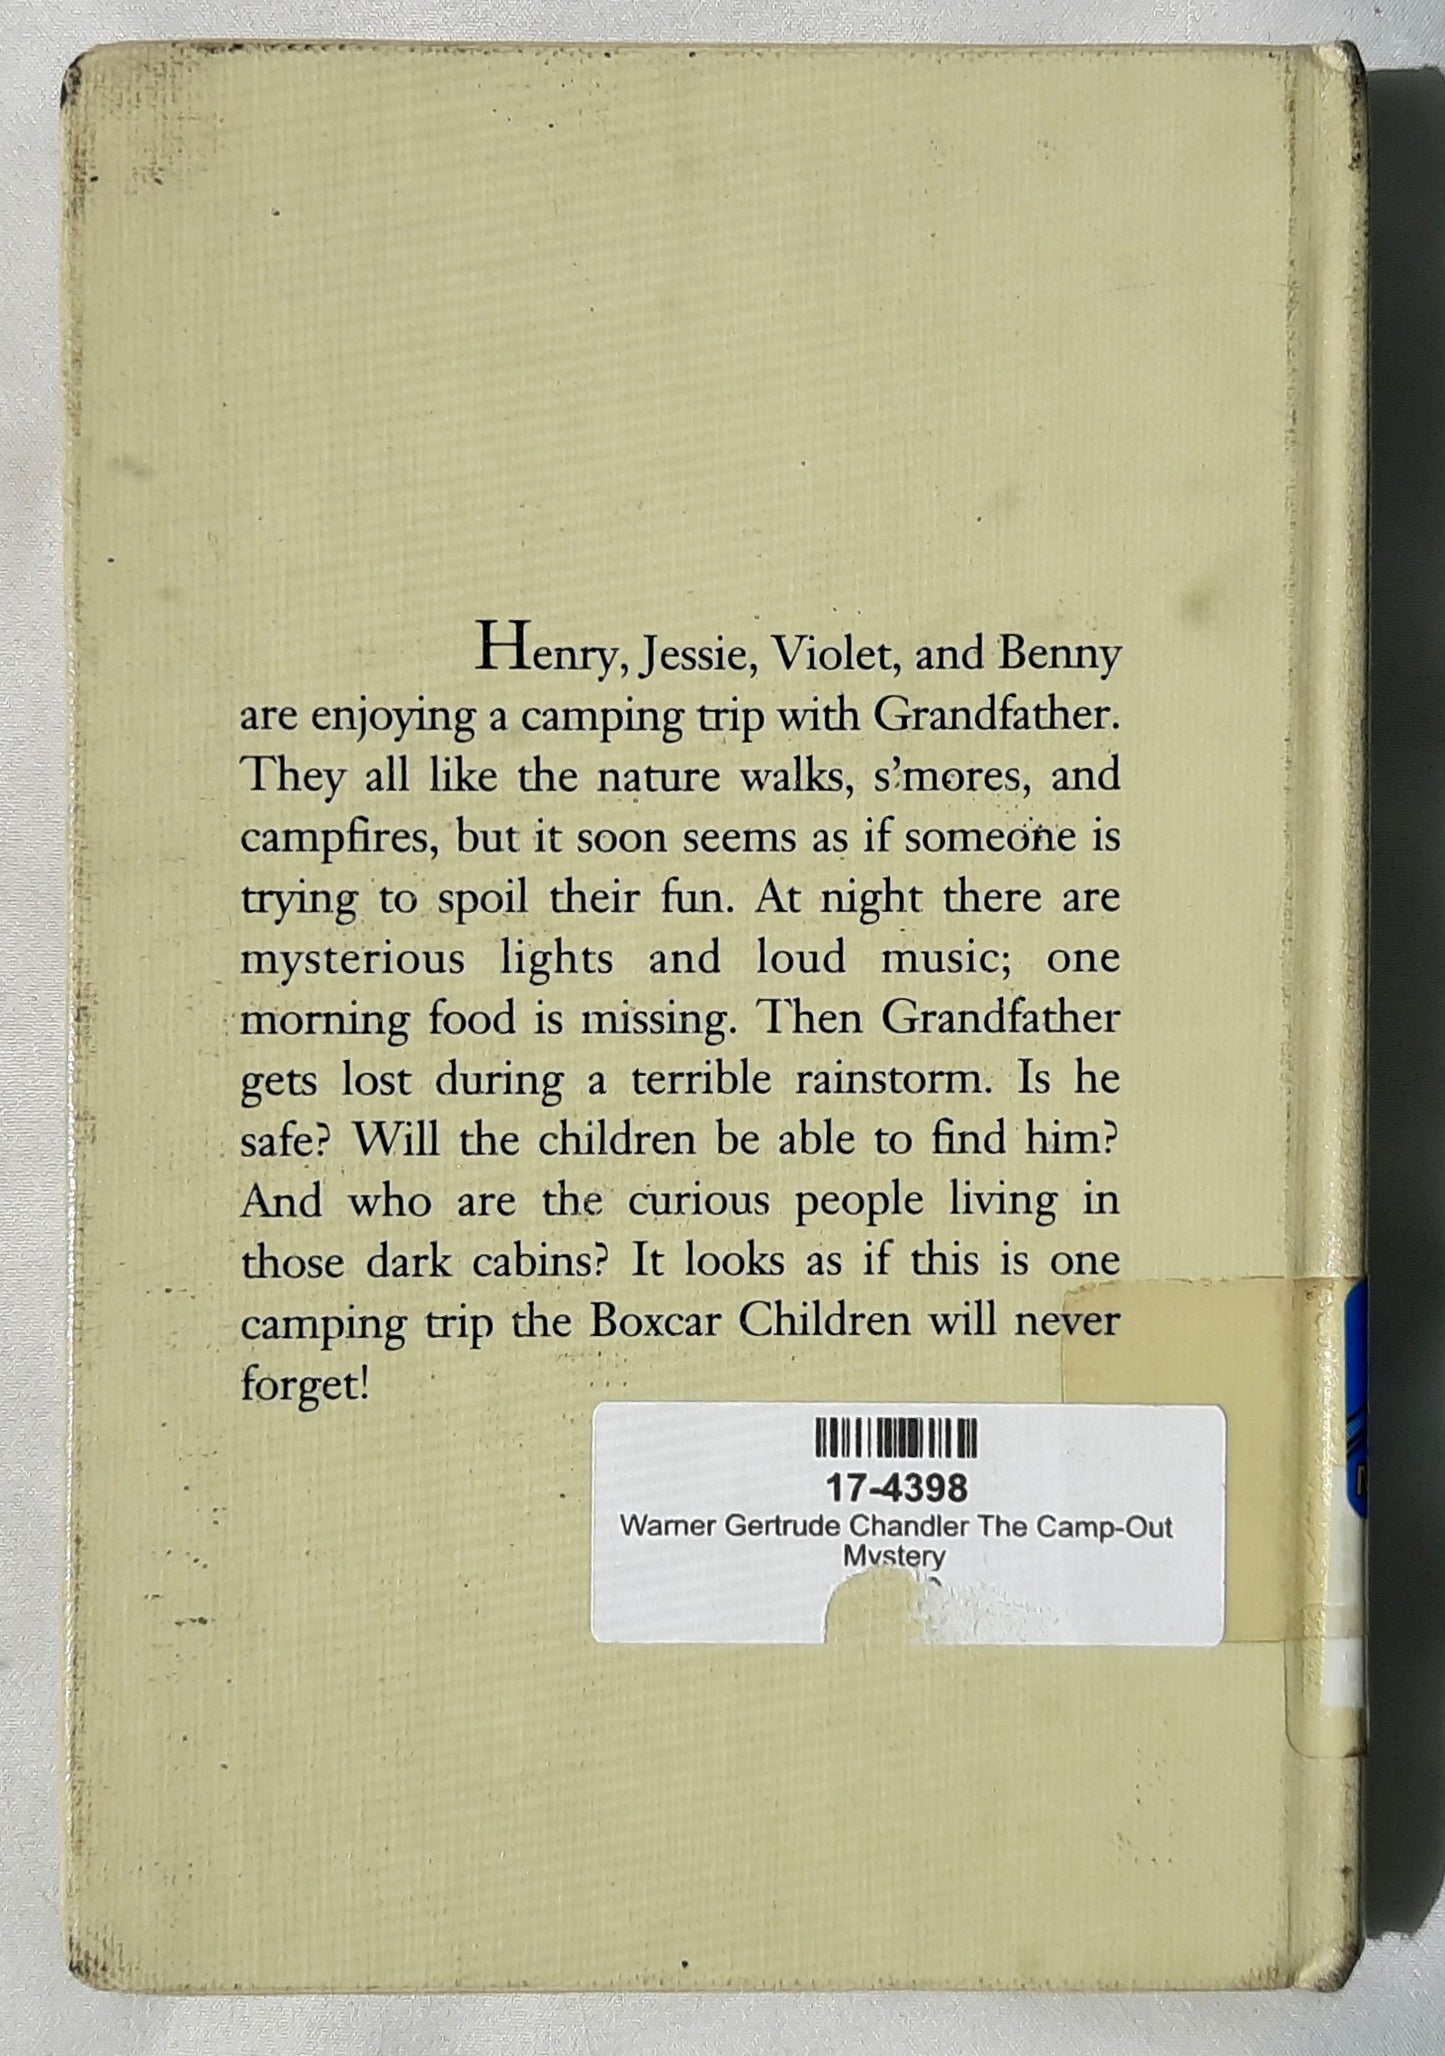 Henry, Jessie, Violet, and Benny
are enjoying a camping trip with Grandfather.
They all like the nature walks, s'mores, and
campfires, but it soon seems as if someone is
trying to spoil their fun. At night there are
mysterious lights and loud music; one
morning food is missing. Then Grandfather
gets lost during a terrible rainstorm. Is he
safe? Will the children be able to find him?
And who are the curious people living in
those dark cabins? It looks as if this is one
camping trip the Boxcar Children will never
forget!
17-4398
Warner Gertrude Chandler The Camp-Out
Mystery